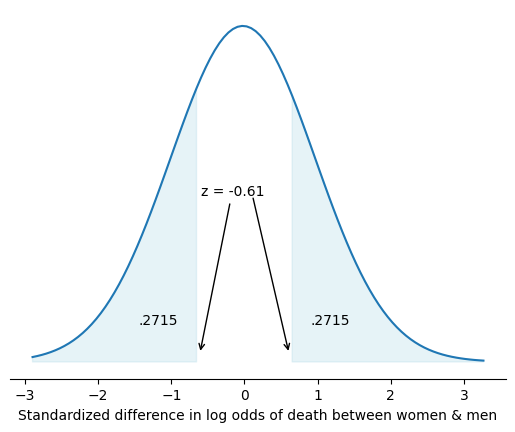 z = -0.61
.2715 .2715
−3 −2 −1 0 1 2 3
Standardized difference in log odds of death between women & men